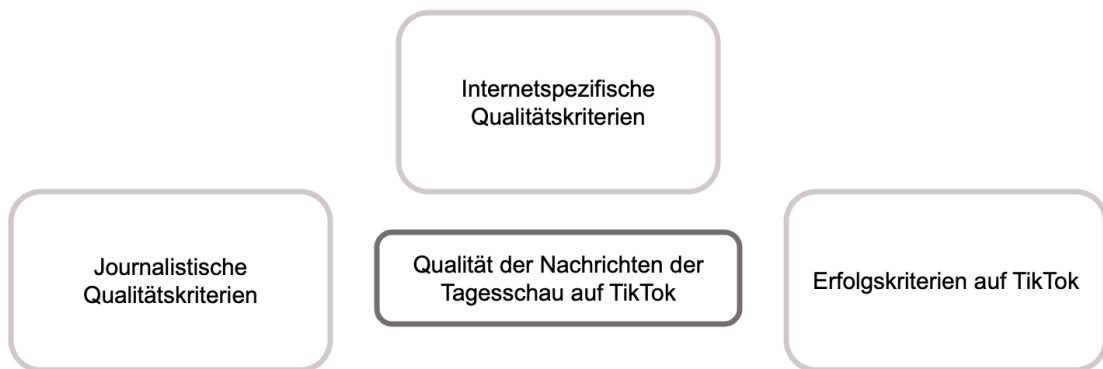 Internetspezifische
Qualitätskriterien
Journalistische
Qualitätskriterien
Qualität der Nachrichten der
Tagesschau auf TikTok
Erfolgskriterien auf TikTok